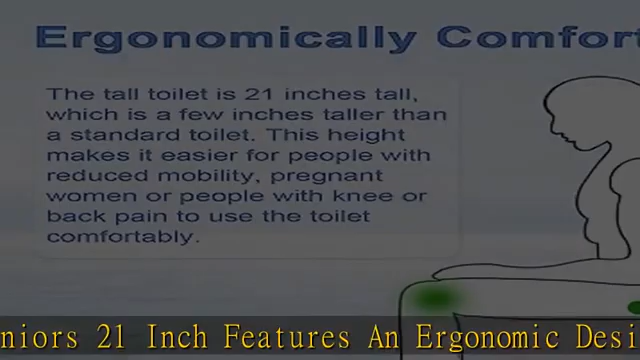 Ergonomically Comfort
The tall toilet is 21 inches tall,
which is a few inches taller than
a standard toilet. This height
makes it easier for people with
reduced mobility, pregnant
women or people with knee or
back pain to use the toilet
comfortably.
niors 21 Inch Features An Ergonomic Desi